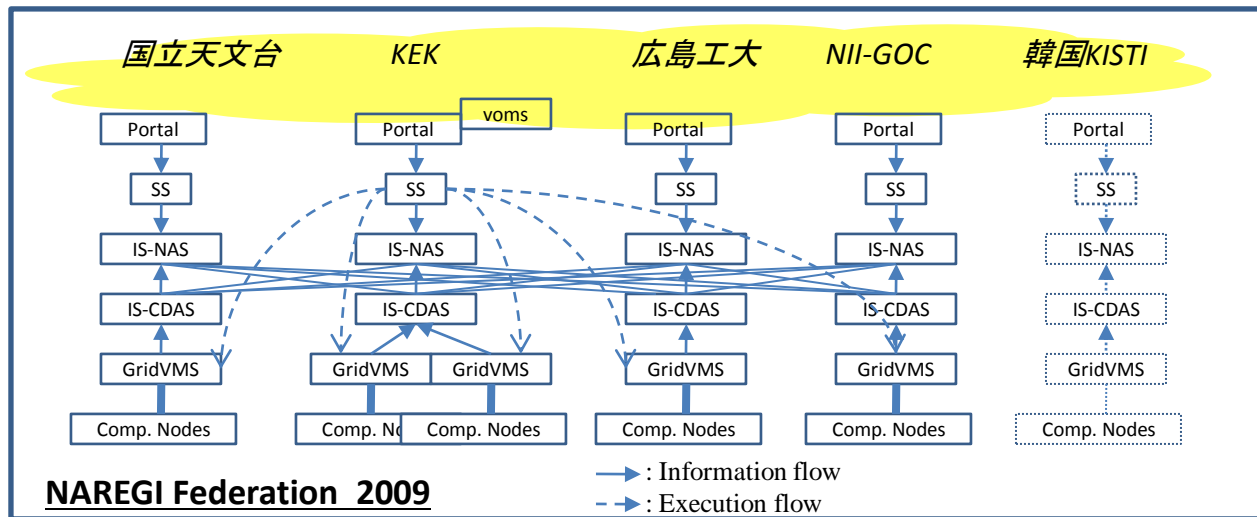 国立天文台 KEK 広島工大 NII-GOC 韓国KISTI
voms
Portal Portal Portal Portal Portal
SS SS SS SS SS
IS-NAS IS-NAS IS-NAS IS-NAS IS-NAS
IS-CDAS IS-CDAS IS-CDAS IS-CDAS IS-CDAS
GridVMS GridVMS GridVMS GridVMS GridVMS GridVMS
Comp. Nodes Comp. No Comp. Nodes Comp. Nodes Comp. Nodes Comp. Nodes
: Information flow
NAREGI Federation 2009
: Execution flow